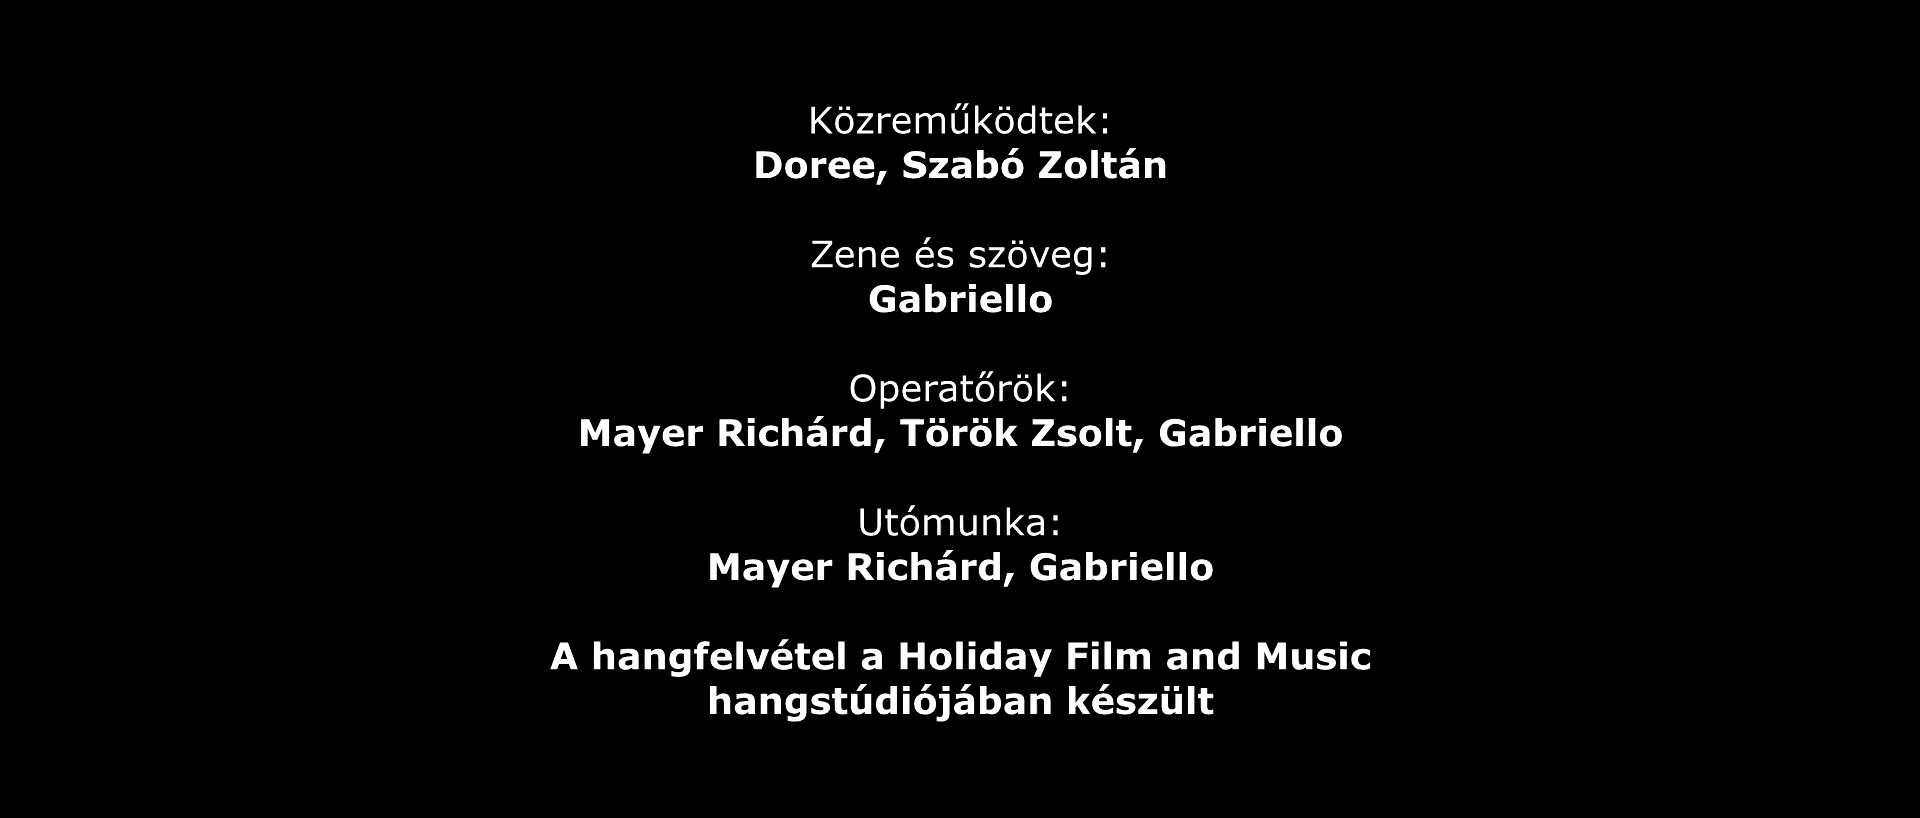 Közreműködtek:
Doree, Szabó Zoltán
Zene és szöveg:
Gabriello
Operatőrök:
Mayer Richárd, Török Zsolt, Gabriello
Utómunka:
Mayer Richárd, Gabriello
A hangfelvétel a Holiday Film and Music
hangstúdiójában készült